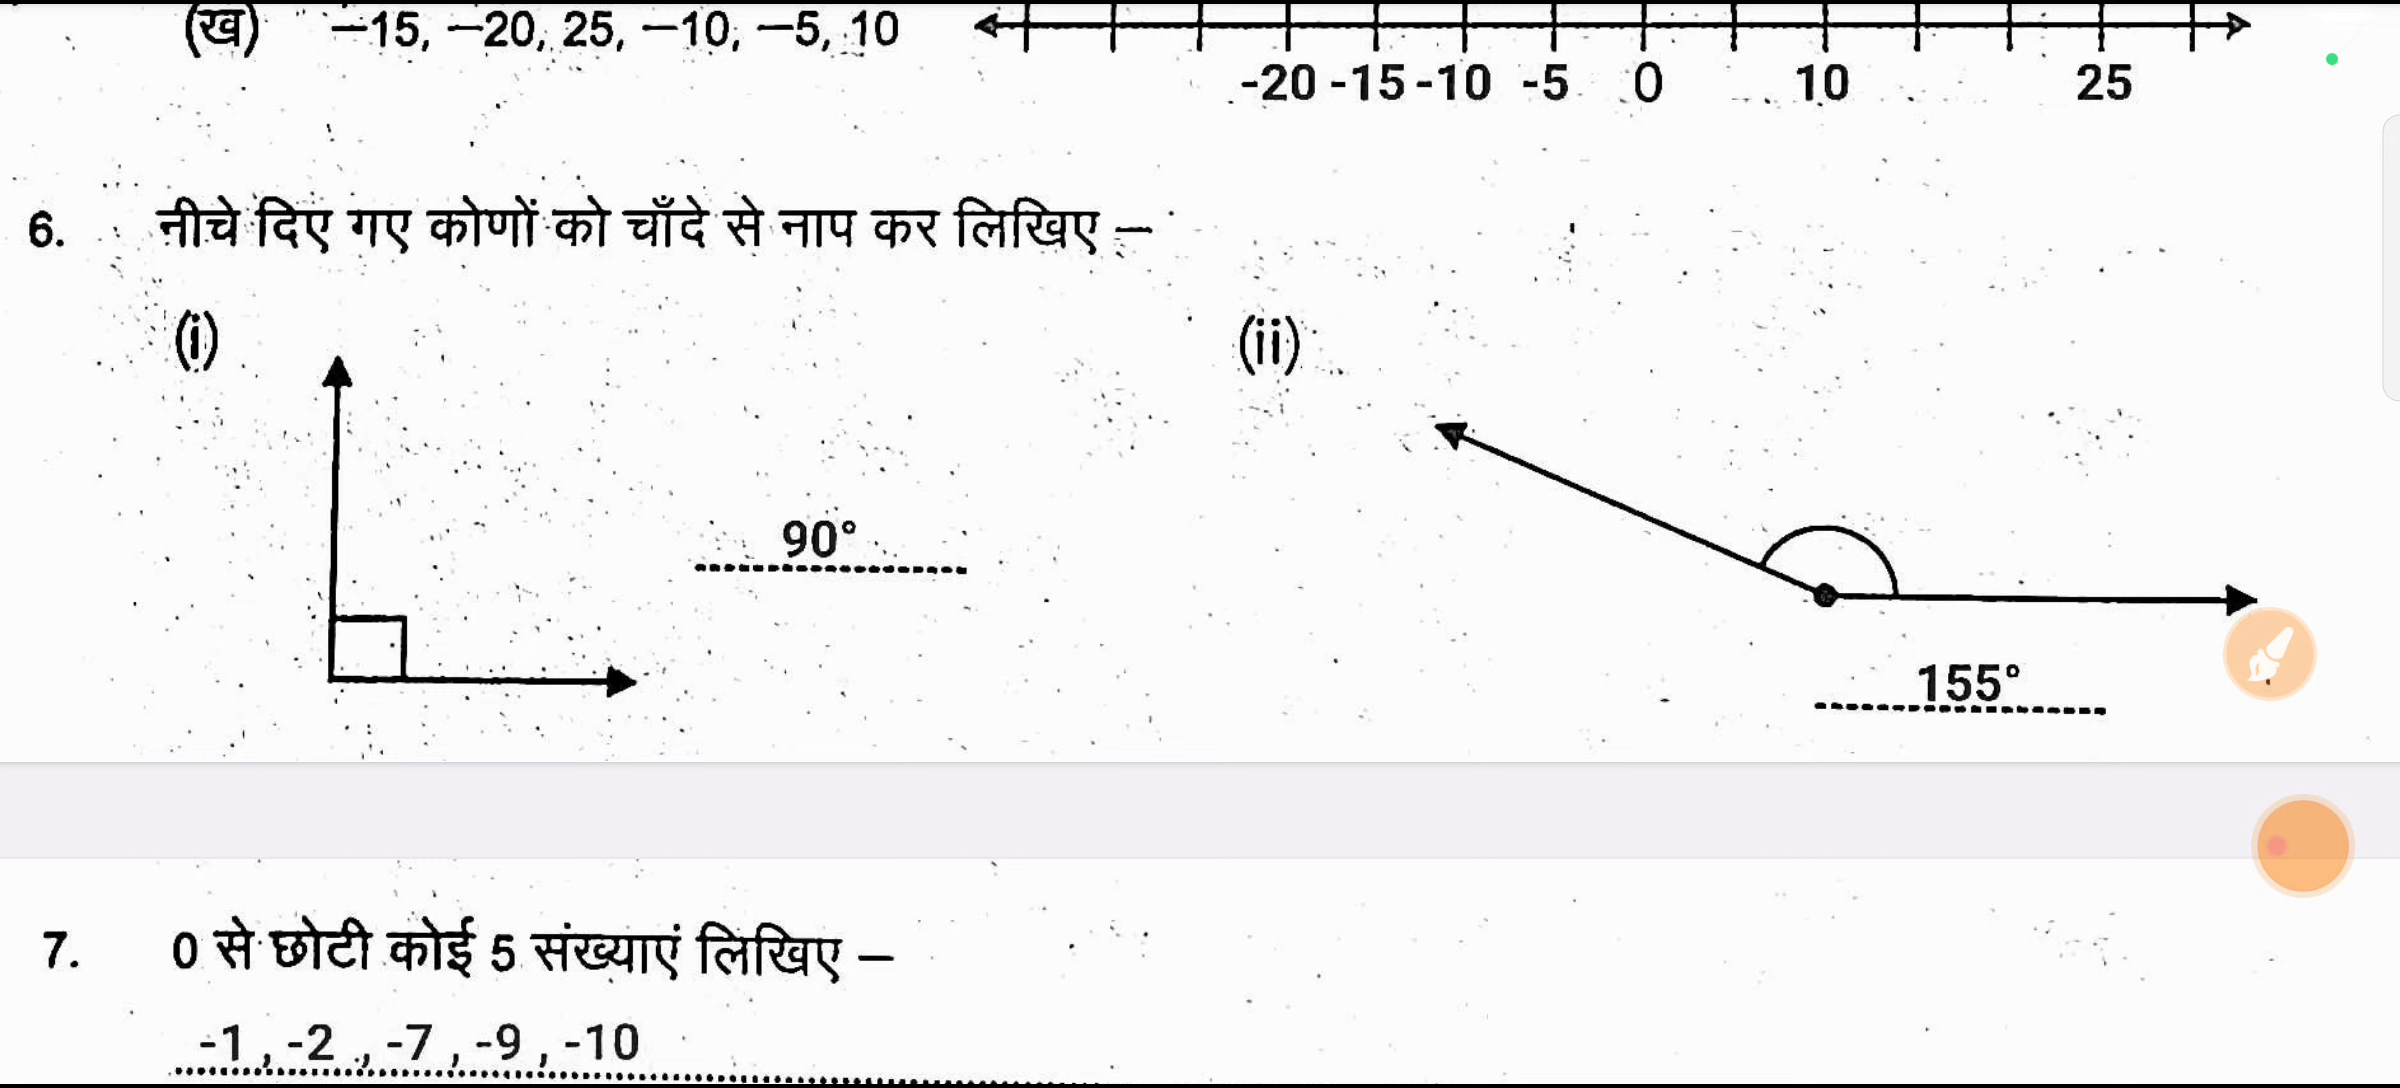 (ख) –15, –20, 25, –10, –5, 10
-20 -15 -10 -5 0 10 25
6. नीचे दिए गए कोणों को चाँदे से नाप कर लिखिए –
(i) (ii)
90°
155°
7. 0 से छोटी कोई 5 संख्याएं लिखिए –
-1 , -2 , -7 , -9 , -10